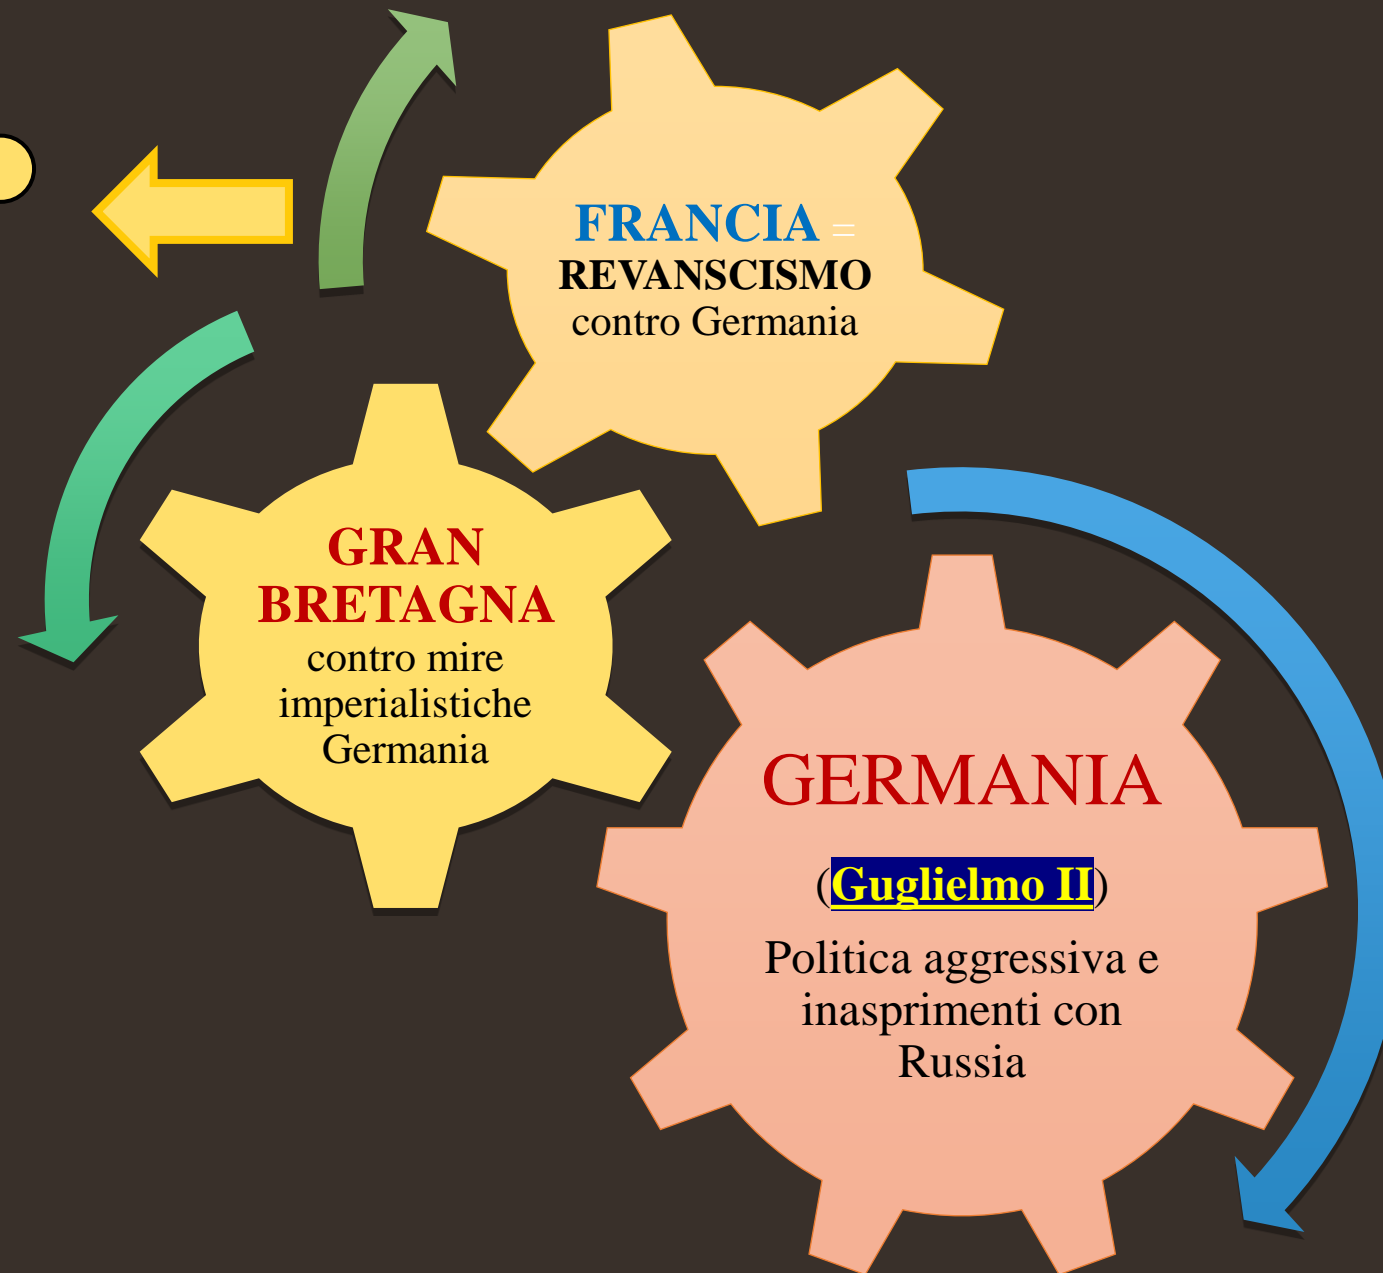 FRANCIA =
REVANSCISMO
contro Germania
GRAN
BRETAGNA
contro mire
imperialistiche
Germania
GERMANIA
(Guglielmo II)
Politica aggressiva e
inasprimenti con
Russia